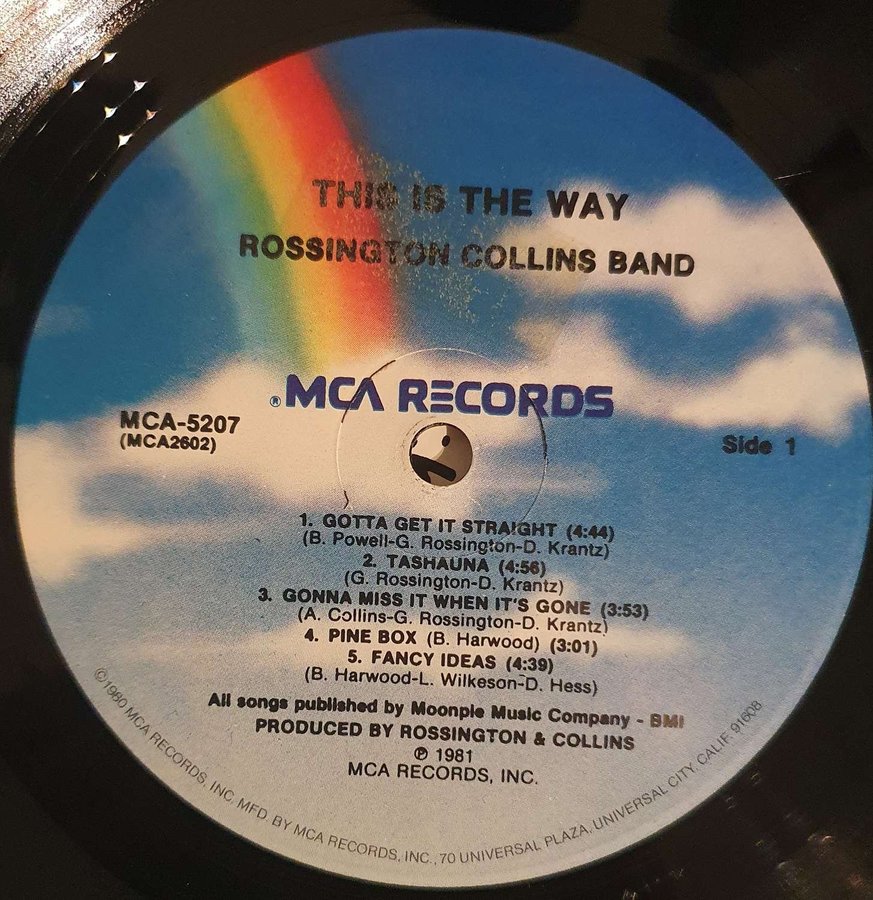 THIS IS THE WAY
ROSSINGTON COLLINS BAND
® MCA RECORDS
MCA-5207
(MCA2602)
Side 1
1. GOTTA GET IT STRAIGHT (4:44)
(B. Powell-G. Rossington-D. Krantz)
2. TASHAUNA (4:56)
(G. Rossington-D. Krantz)
3. GONNA MISS IT WHEN IT'S GONE (3:53)
(A. Collins-G. Rossington-D. Krantz)
4. PINE BOX (B. Harwood) (3:01)
5. FANCY IDEAS (4:39)
(B. Harwood-L. Wilkeson-D. Hess)
All songs published by Moonpie Music Company - BMI
PRODUCED BY ROSSINGTON & COLLINS
℗ 1981
MCA RECORDS, INC.
©1980 MCA RECORDS, INC. MFD. BY MCA RECORDS, INC., 70 UNIVERSAL PLAZA, UNIVERSAL CITY, CALIF. 91608